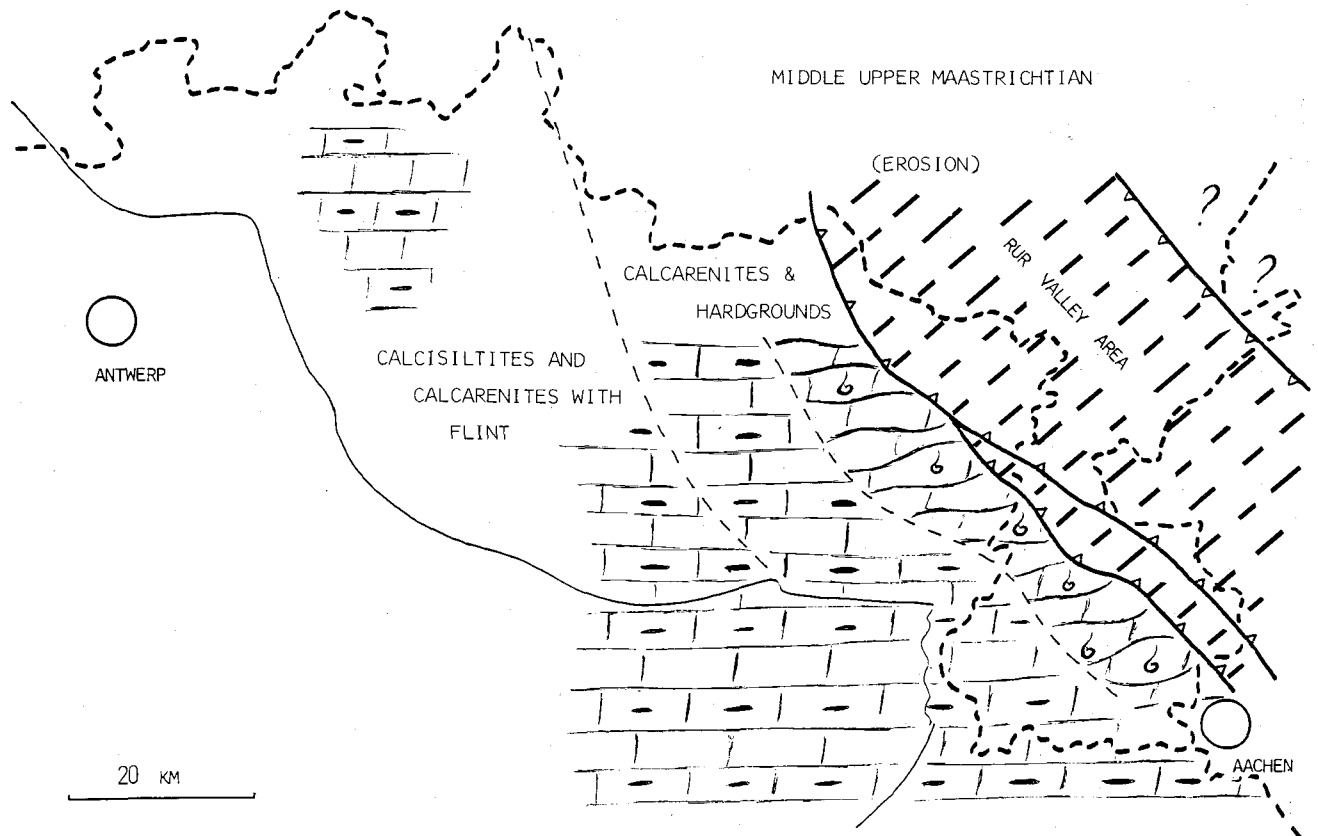 MIDDLE UPPER MAASTRICHTIAN
(EROSION)
?
?
RUR VALLEY AREA
CALCARENITES &
HARDGROUNDS
ANTWERP
CALCISILTITES AND
CALCARENITES WITH
FLINT
20 KM
AACHEN